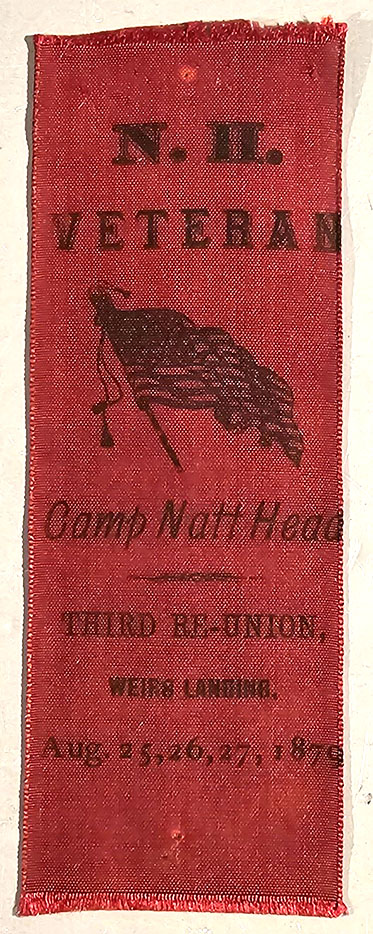 N. H.
VETERAN
Camp Natt Head
THIRD RE-UNION,
WEIRS LANDING.
Aug. 25, 26, 27, 1879